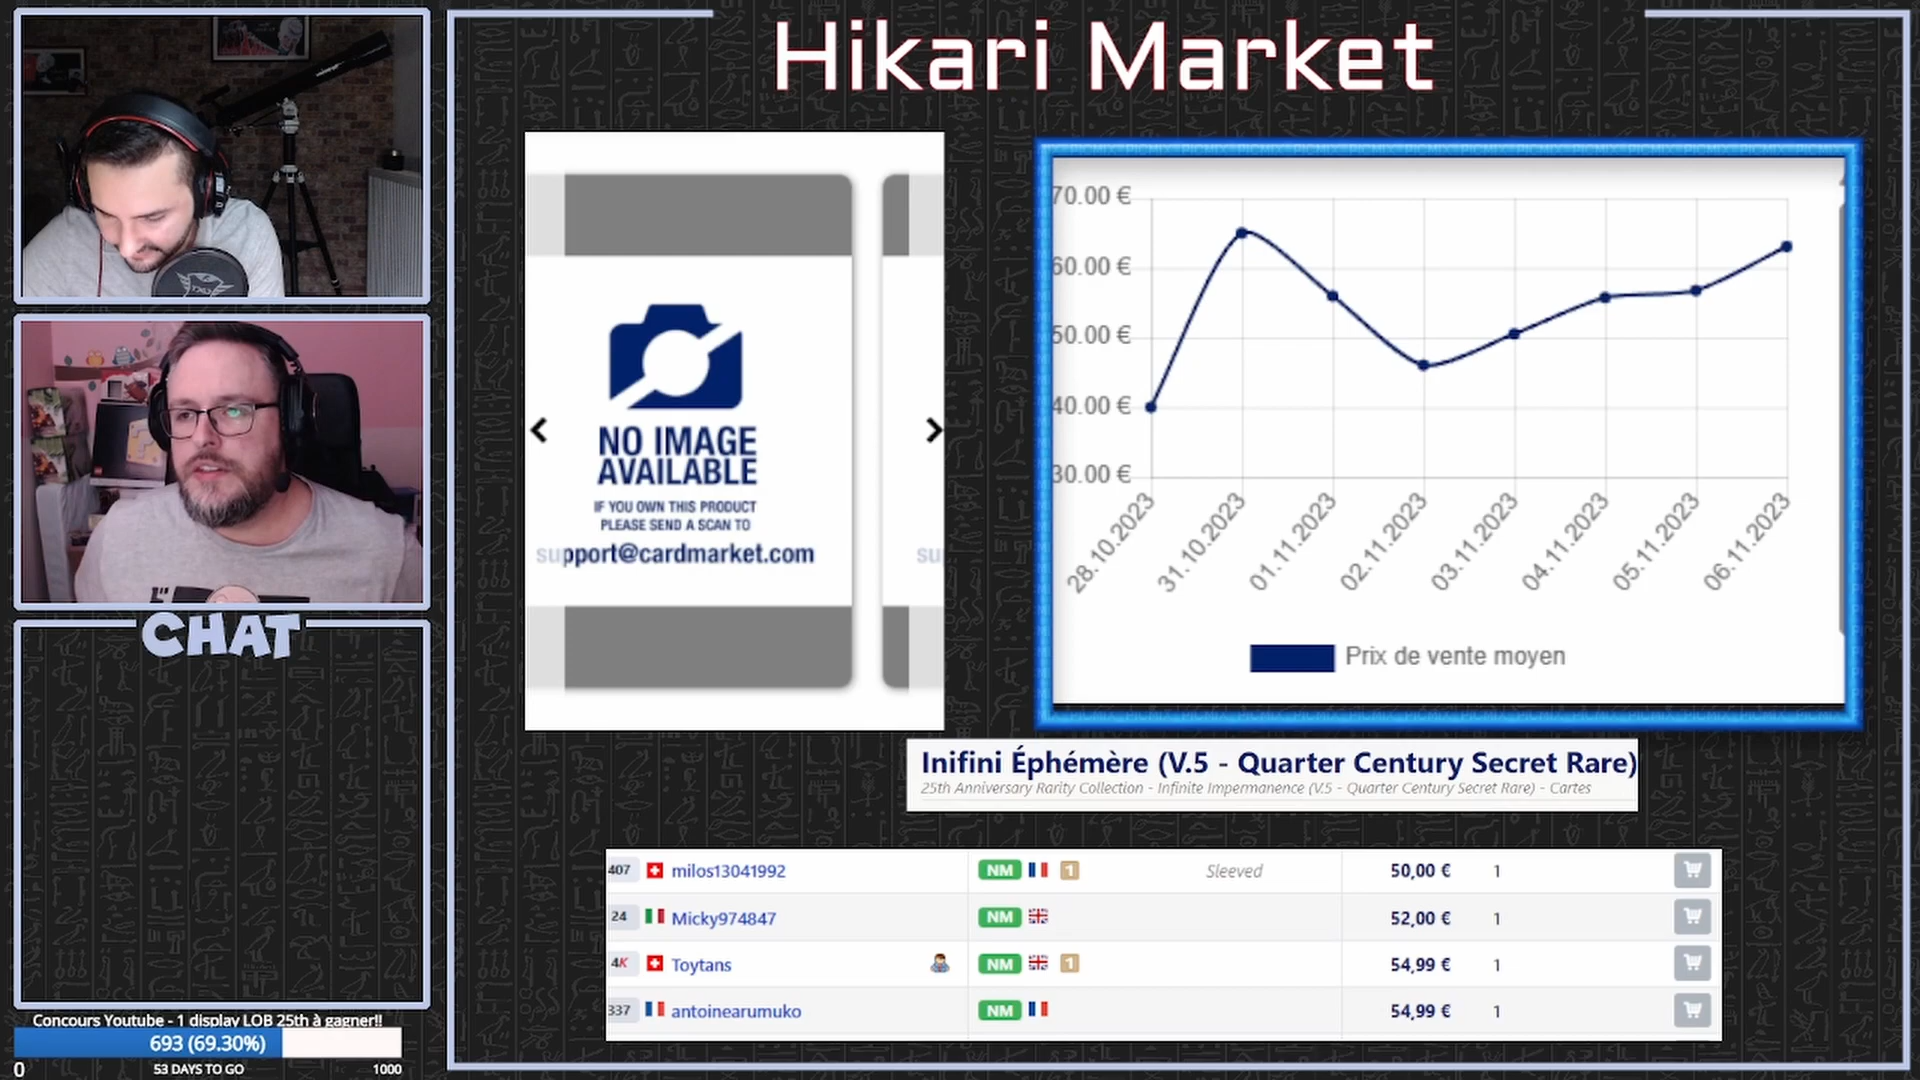 Hikari Market
NO IMAGE
AVAILABLE
IF YOU OWN THIS PRODUCT
PLEASE SEND A SCAN TO
support@cardmarket.com
su
70.00 €
60.00 €
50.00 €
40.00 €
30.00 €
28.10.2023
31.10.2023
01.11.2023
02.11.2023
03.11.2023
04.11.2023
05.11.2023
06.11.2023
Prix de vente moyen
CHAT
Inifini Éphémère (V.5 - Quarter Century Secret Rare)
25th Anniversary Rarity Collection - Infinite Impermanence (V.5 - Quarter Century Secret Rare) - Cartes
407 milos13041992 NM 1 Sleeved 50,00 € 1
24 Micky974847 NM 52,00 € 1
4K Toytans NM 1 54,99 € 1
337 antoinearumuko NM 54,99 € 1
Concours Youtube - 1 display LOB 25th à gagner!!
693 (69.30%)
0 53 DAYS TO GO 1000